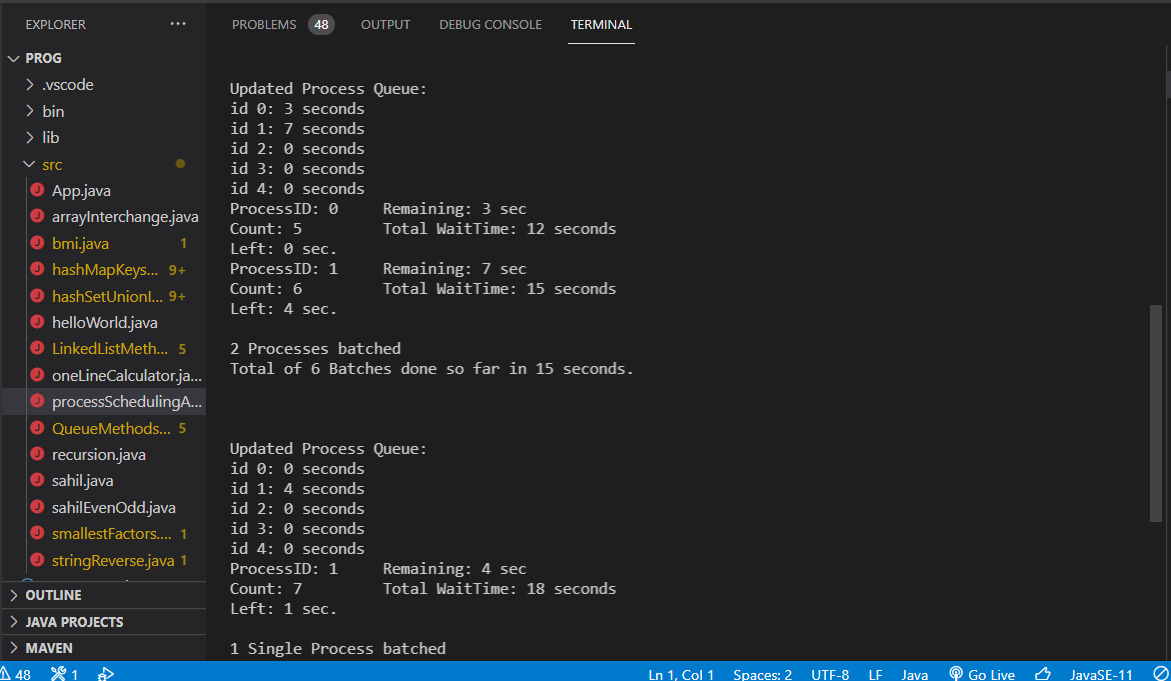 EXPLORER
PROG
.vscode
bin
lib
src
App.java
arrayInterchange.java
bmi.java 1
hashMapKeys... 9+
hashSetUnionI... 9+
helloWorld.java
LinkedListMeth... 5
oneLineCalculator.ja...
processSchedulingA...
QueueMethods... 5
recursion.java
sahil.java
sahilEvenOdd.java
smallestFactors.... 1
stringReverse.java 1
OUTLINE
JAVA PROJECTS
MAVEN
PROBLEMS 48 OUTPUT DEBUG CONSOLE TERMINAL
Updated Process Queue:
id 0: 3 seconds
id 1: 7 seconds
id 2: 0 seconds
id 3: 0 seconds
id 4: 0 seconds
ProcessID: 0 Remaining: 3 sec
Count: 5 Total WaitTime: 12 seconds
Left: 0 sec.
ProcessID: 1 Remaining: 7 sec
Count: 6 Total WaitTime: 15 seconds
Left: 4 sec.
2 Processes batched
Total of 6 Batches done so far in 15 seconds.
Updated Process Queue:
id 0: 0 seconds
id 1: 4 seconds
id 2: 0 seconds
id 3: 0 seconds
id 4: 0 seconds
ProcessID: 1 Remaining: 4 sec
Count: 7 Total WaitTime: 18 seconds
Left: 1 sec.
1 Single Process batched
48 1 Ln 1, Col 1 Spaces: 2 UTF-8 LF Java Go Live JavaSE-11